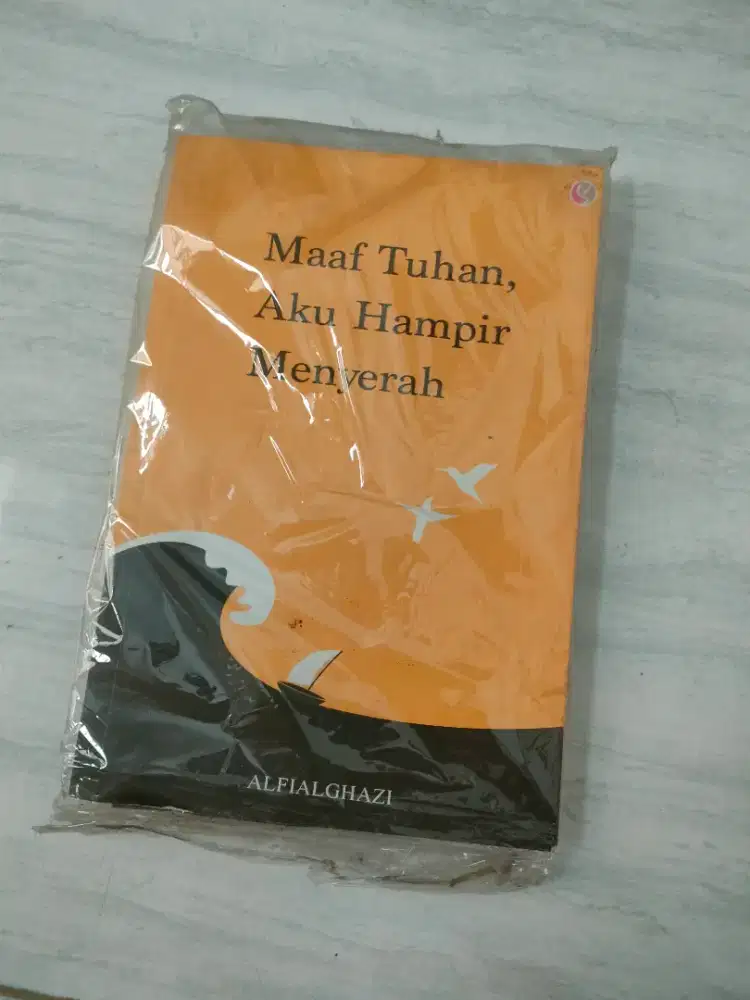 Maaf Tuhan,
Aku Hampir
Menyerah
ALFIALGHAZI